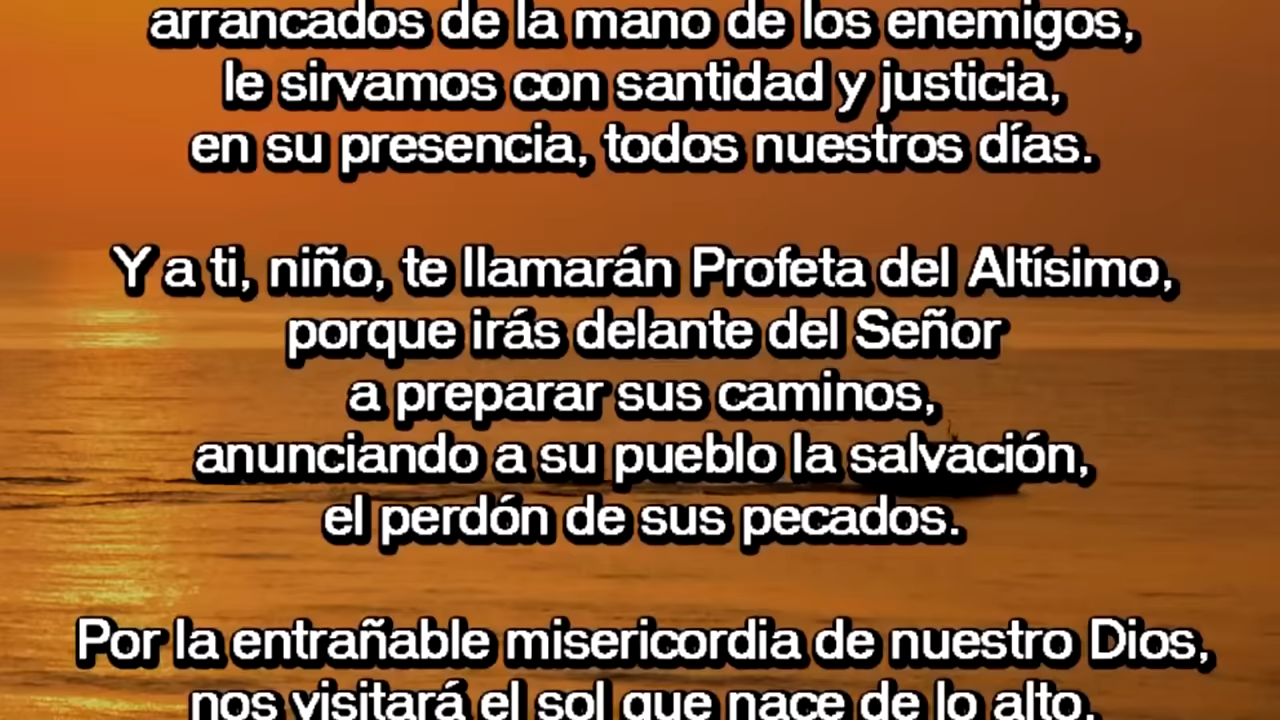 arrancados de la mano de los enemigos,
le sirvamos con santidad y justicia,
en su presencia, todos nuestros días.
Y a ti, niño, te llamarán Profeta del Altísimo,
porque irás delante del Señor
a preparar sus caminos,
anunciando a su pueblo la salvación,
el perdón de sus pecados.
Por la entrañable misericordia de nuestro Dios,
nos visitará el sol que nace de lo alto,